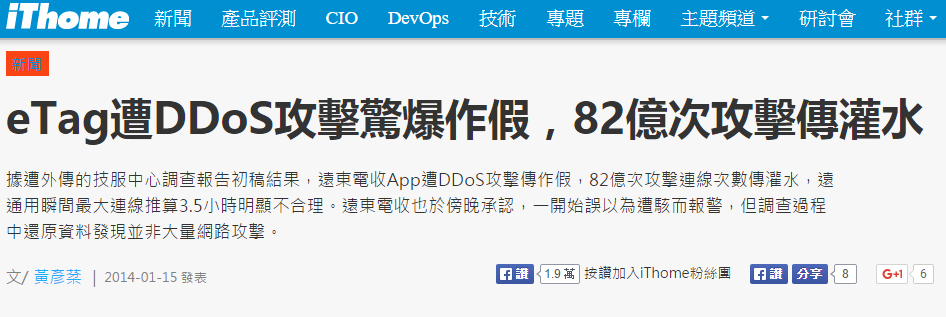 iThome 新聞 產品評測 CIO DevOps 技術 專題 專欄 主題頻道 研討會 社群
新聞
eTag遭DDoS攻擊驚爆作假，82億次攻擊傳灌水
據遭外傳的技服中心調查報告初稿結果，遠東電收App遭DDoS攻擊傳作假，82億次攻擊連線次數傳灌水，遠
通用瞬間最大連線推算3.5小時明顯不合理。遠東電收也於傍晚承認，一開始誤以為遭駭而報警，但調查過程
中還原資料發現並非大量網路攻擊。
文/ 黃彥棻 | 2014-01-15 發表 讚 1.9 萬 按讚加入iThome粉絲團 讚 分享 8 G+1 6